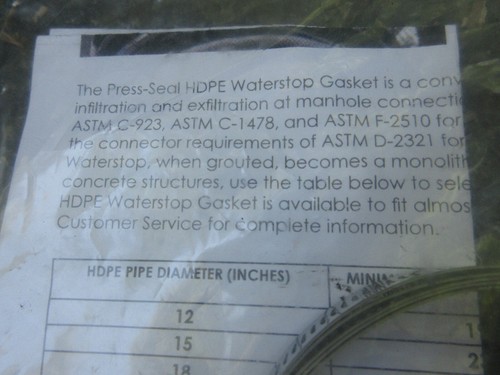 The Press-Seal HDPE Waterstop Gasket is a conv
infiltration and exfiltration at manhole connecti
ASTM C-923, ASTM C-1478, and ASTM F-2510 for
the connector requirements of ASTM D-2321 for
Waterstop, when grouted, becomes a monolith
concrete structures, use the table below to sele
HDPE Waterstop Gasket is available to fit almos
Customer Service for complete information.
HDPE PIPE DIAMETER (INCHES) MINIM
12
15
18